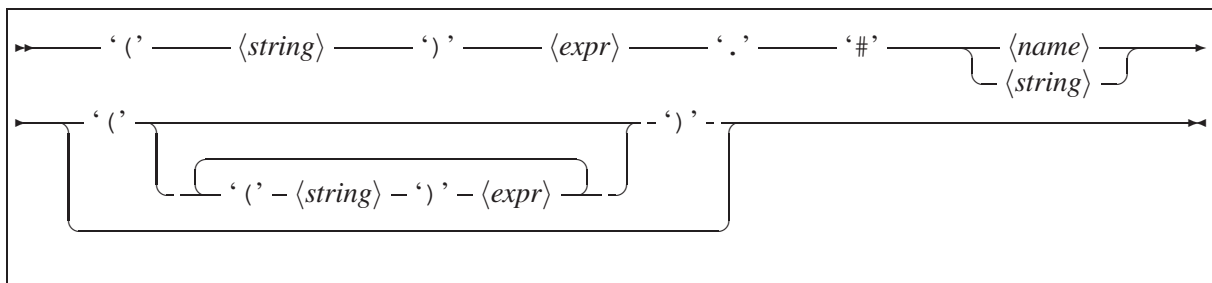 ‘(’ ⟨string⟩ ‘)’ ⟨expr⟩ ‘.’ ‘#’ ⟨name⟩
⟨string⟩
‘(’ ‘)’
‘(’ ⟨string⟩ ‘)’ ⟨expr⟩